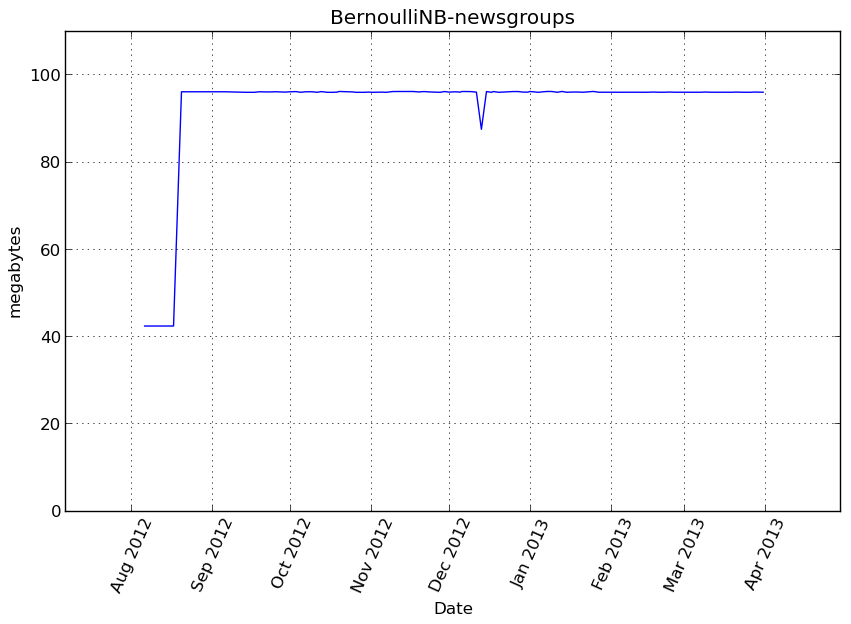 BernoulliNB-newsgroups
megabytes
100
80
60
40
20
0
Aug 2012
Sep 2012
Oct 2012
Nov 2012
Dec 2012
Jan 2013
Feb 2013
Mar 2013
Apr 2013
Date